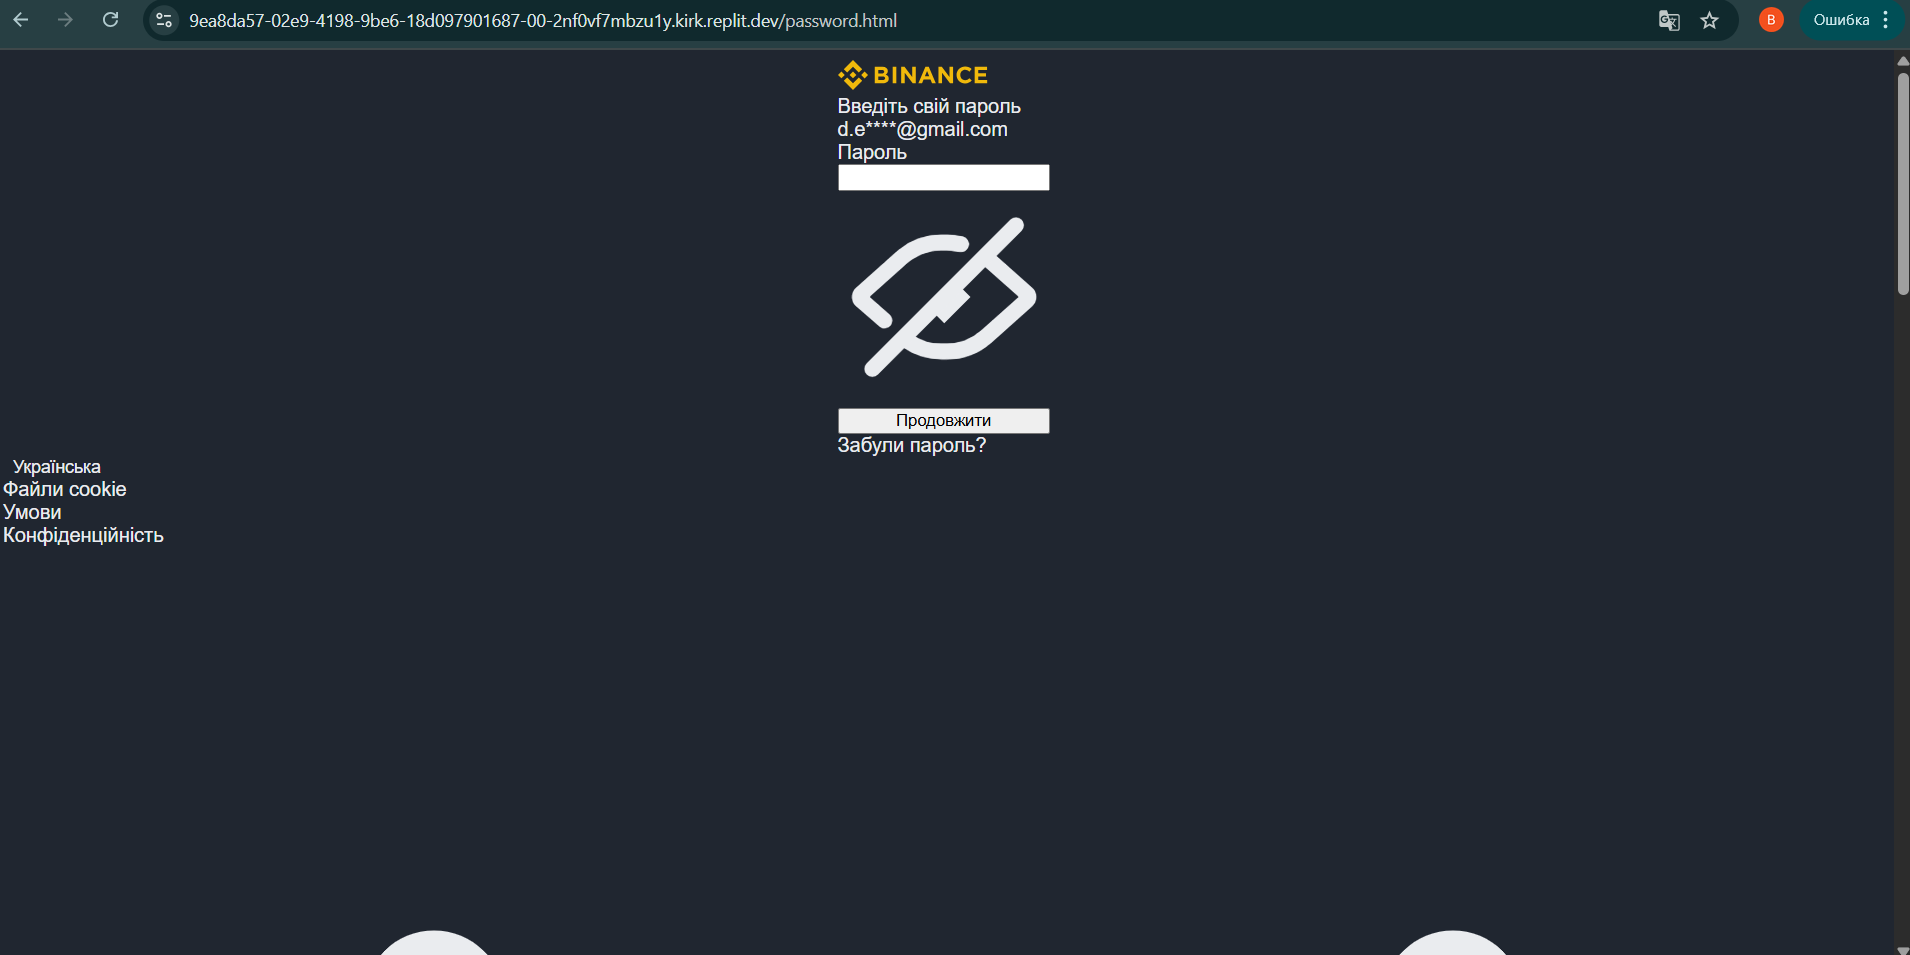 9ea8da57-02e9-4198-9be6-18d097901687-00-2nf0vf7mbzu1y.kirk.replit.dev/password.html
В
Ошибка
BINANCE
Введіть свій пароль
d.e****@gmail.com
Пароль
Продовжити
Забули пароль?
Українська
Файли cookie
Умови
Конфіденційність